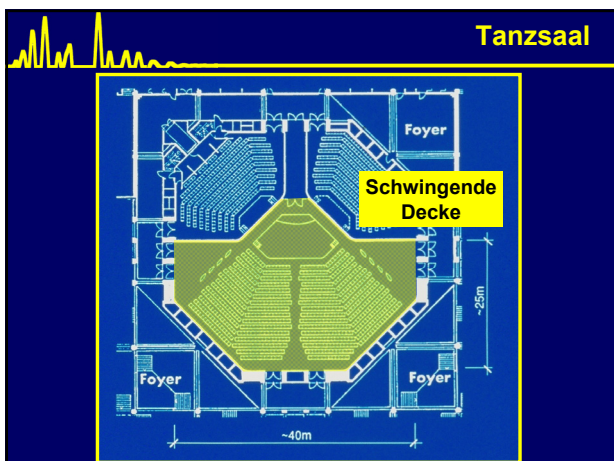 Tanzsaal
Foyer
Schwingende
Decke
~25m
Foyer
Foyer
~40m